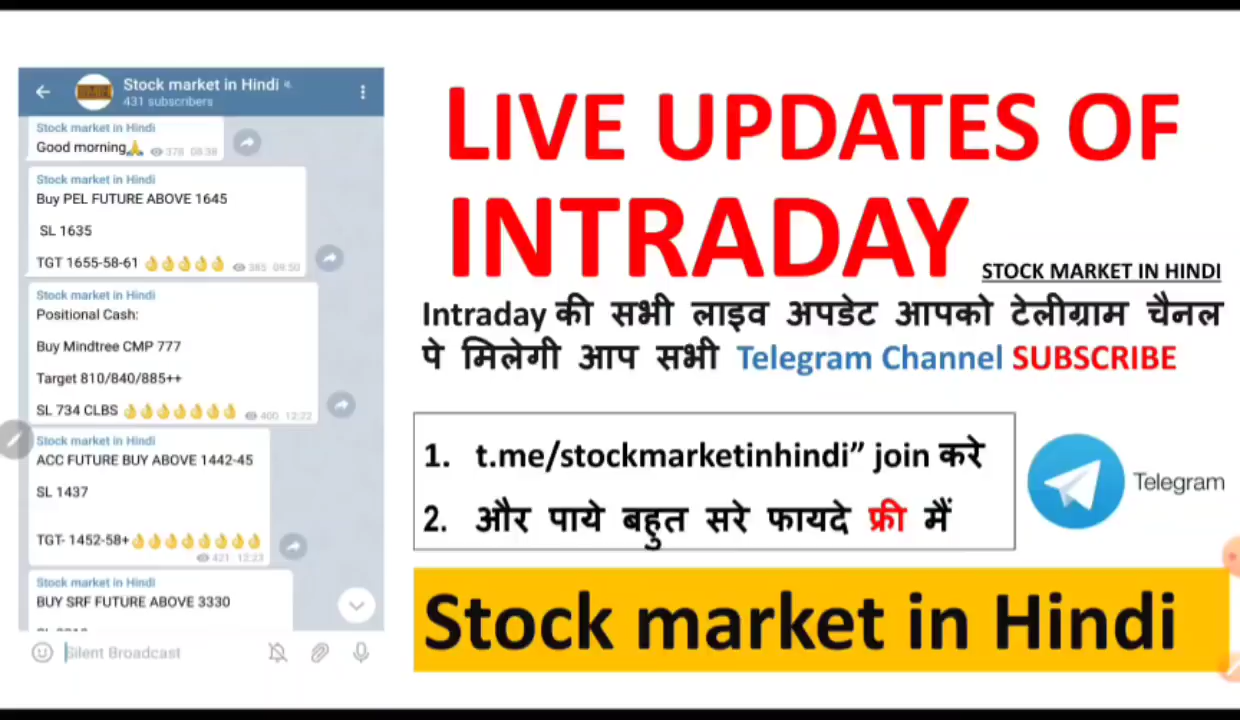 Stock market in Hindi
431 subscribers
Stock market in Hindi
Good morning🙏 378 08:38
Stock market in Hindi
Buy PEL FUTURE ABOVE 1645
SL 1635
TGT 1655-58-61 👌👌👌👌👌 385 08:50
Stock market in Hindi
Positional Cash:
Buy Mindtree CMP 777
Target 810/840/885++
SL 734 CLBS 👌👌👌👌👌👌👌 400 12:22
Stock market in Hindi
ACC FUTURE BUY ABOVE 1442-45
SL 1437
TGT- 1452-58+👌👌👌👌👌👌👌👌
421 12:23
Stock market in Hindi
BUY SRF FUTURE ABOVE 3330
Silent Broadcast
LIVE UPDATES OF
INTRADAY
STOCK MARKET IN HINDI
Intraday की सभी लाइव अपडेट आपको टेलीग्राम चैनल
पे मिलेगी आप सभी Telegram Channel SUBSCRIBE
1. t.me/stockmarketinhindi” join करे
2. और पाये बहुत सरे फायदे फ्री मैं
Telegram
Stock market in Hindi